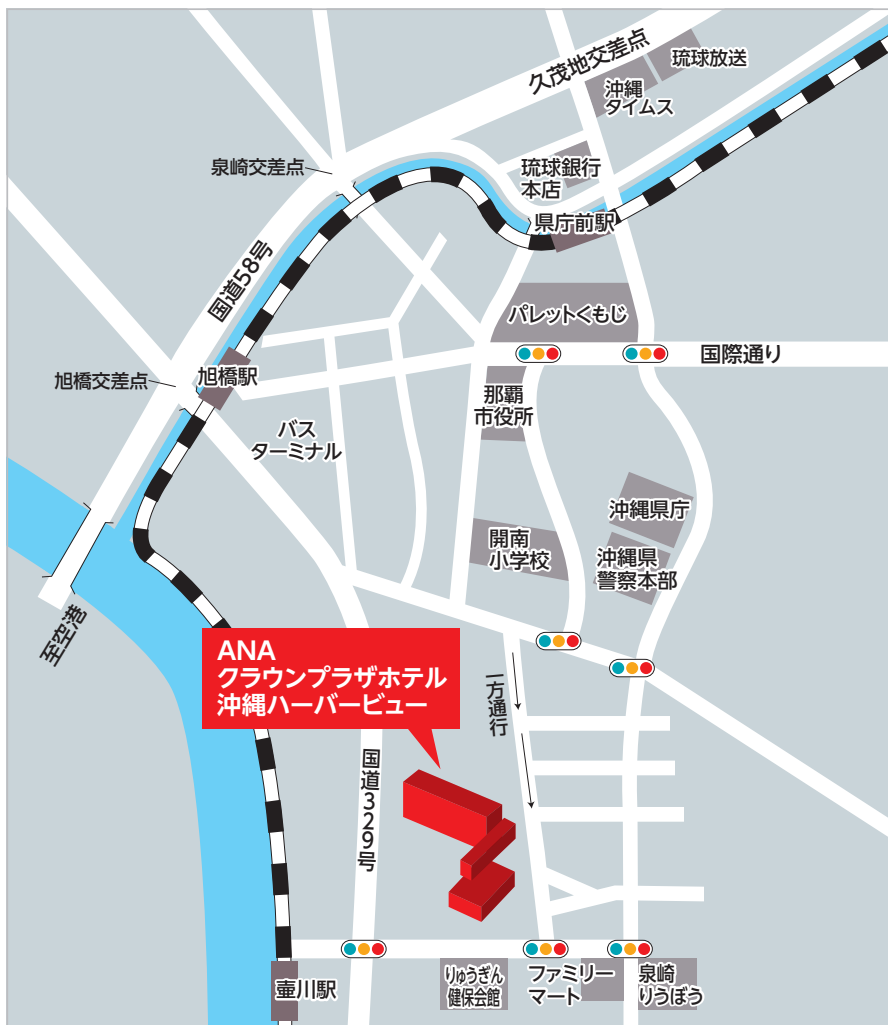 久茂地交差点
琉球放送
沖縄
タイムス
泉崎交差点
琉球銀行
本店
県庁前駅
国道58号
パレットくもじ
国際通り
旭橋交差点
旭橋駅
那覇
市役所
バス
ターミナル
沖縄県庁
開南
小学校
沖縄県
警察本部
至空港
ANA
クラウンプラザホテル
沖縄ハーバービュー
一方通行
国道329号
壷川駅
りゅうぎん
健保会館
ファミリー
マート
泉崎
りうぼう